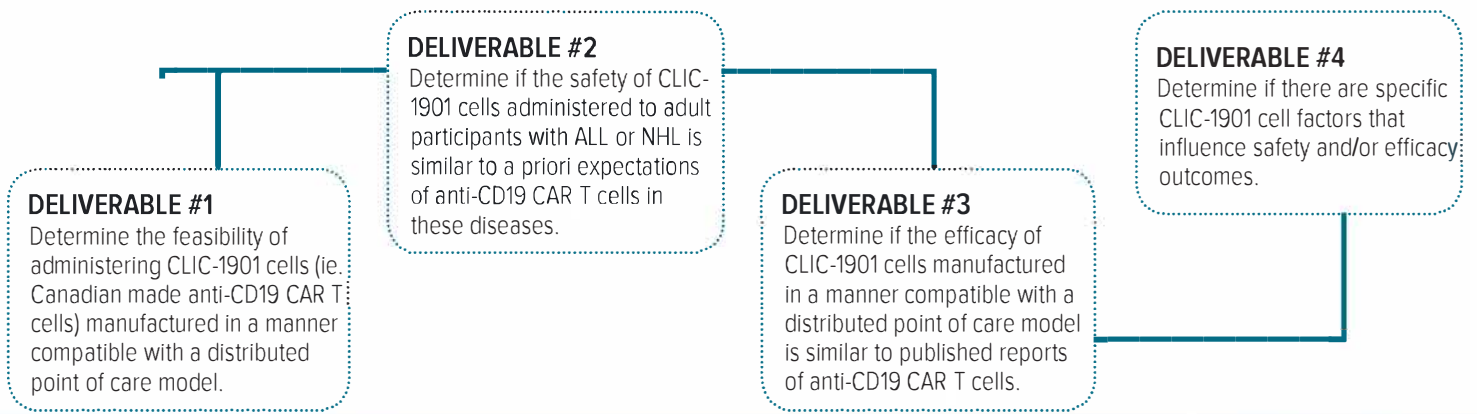 DELIVERABLE #1
Determine the feasibility of
administering CLIC-1901 cells (ie.
Canadian made anti-CD19 CAR T
cells) manufactured in a manner
compatible with a distributed
point of care model.
DELIVERABLE #2
Determine if the safety of CLIC-
1901 cells administered to adult
participants with ALL or NHL is
similar to a priori expectations
of anti-CD19 CAR T cells in
these diseases.
DELIVERABLE #3
Determine if the efficacy of
CLIC-1901 cells manufactured
in a manner compatible with a
distributed point of care model
is similar to published reports
of anti-CD19 CAR T cells.
DELIVERABLE #4
Determine if there are specific
CLIC-1901 cell factors that
influence safety and/or efficacy
outcomes.